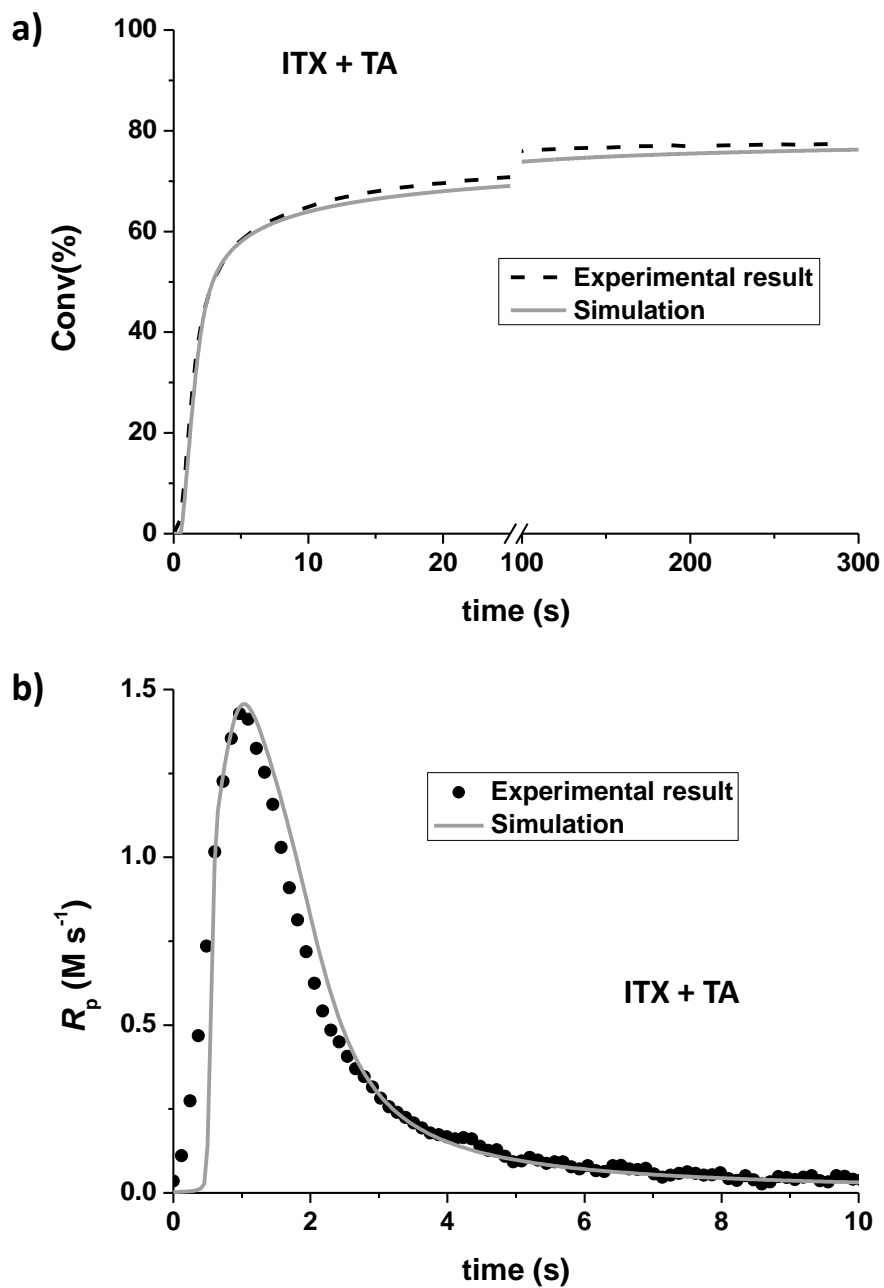 a)
100
80
60
40
20
0
Conv(%)
ITX + TA
Experimental result
Simulation
0 10 20 100 200 300
time (s)
b)
1.5
1.0
0.5
0.0
R_p (M s⁻¹)
Experimental result
Simulation
ITX + TA
0 2 4 6 8 10
time (s)